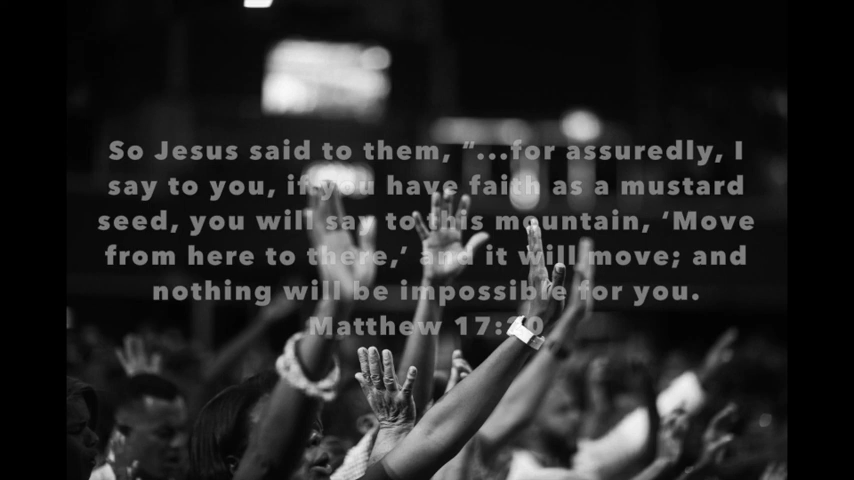 So Jesus said to them, “...for assuredly, I
say to you, if you have faith as a mustard
seed, you will say to this mountain, ‘Move
from here to there,’ and it will move; and
nothing will be impossible for you.
Matthew 17:20